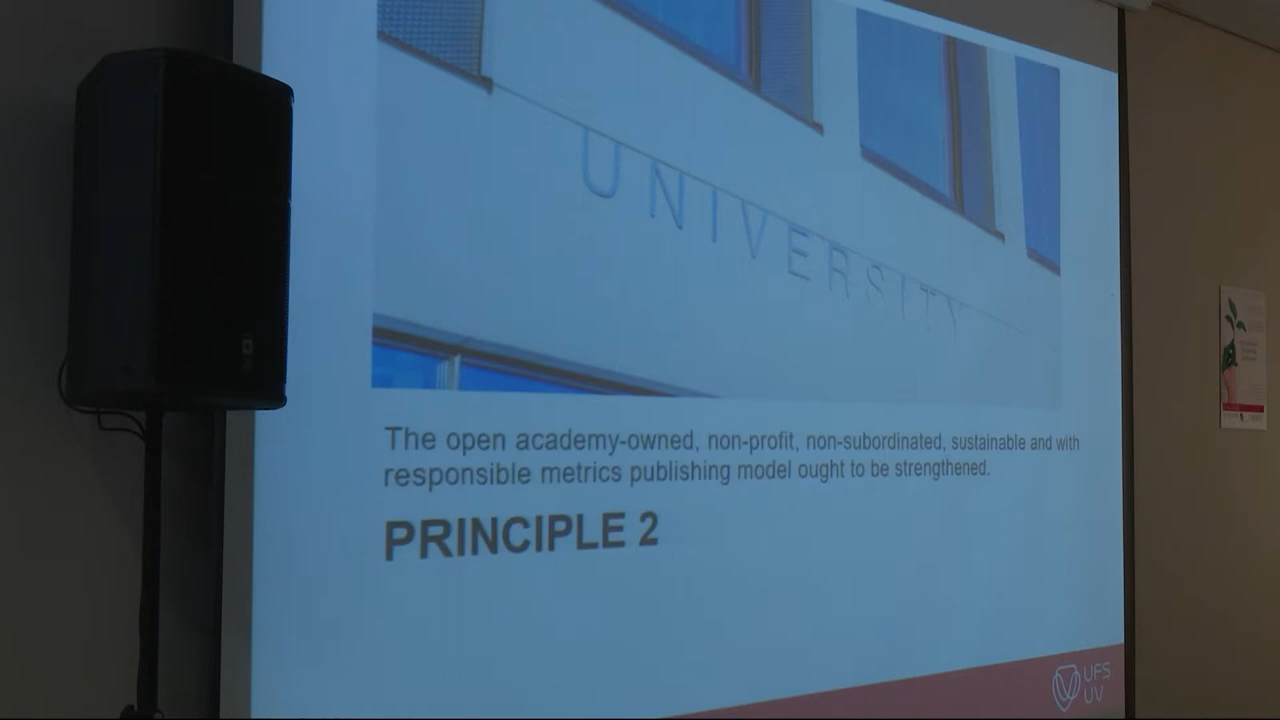 UNIVERSITY
The open academy-owned, non-profit, non-subordinated, sustainable and with
responsible metrics publishing model ought to be strengthened.
PRINCIPLE 2
UFS
UV